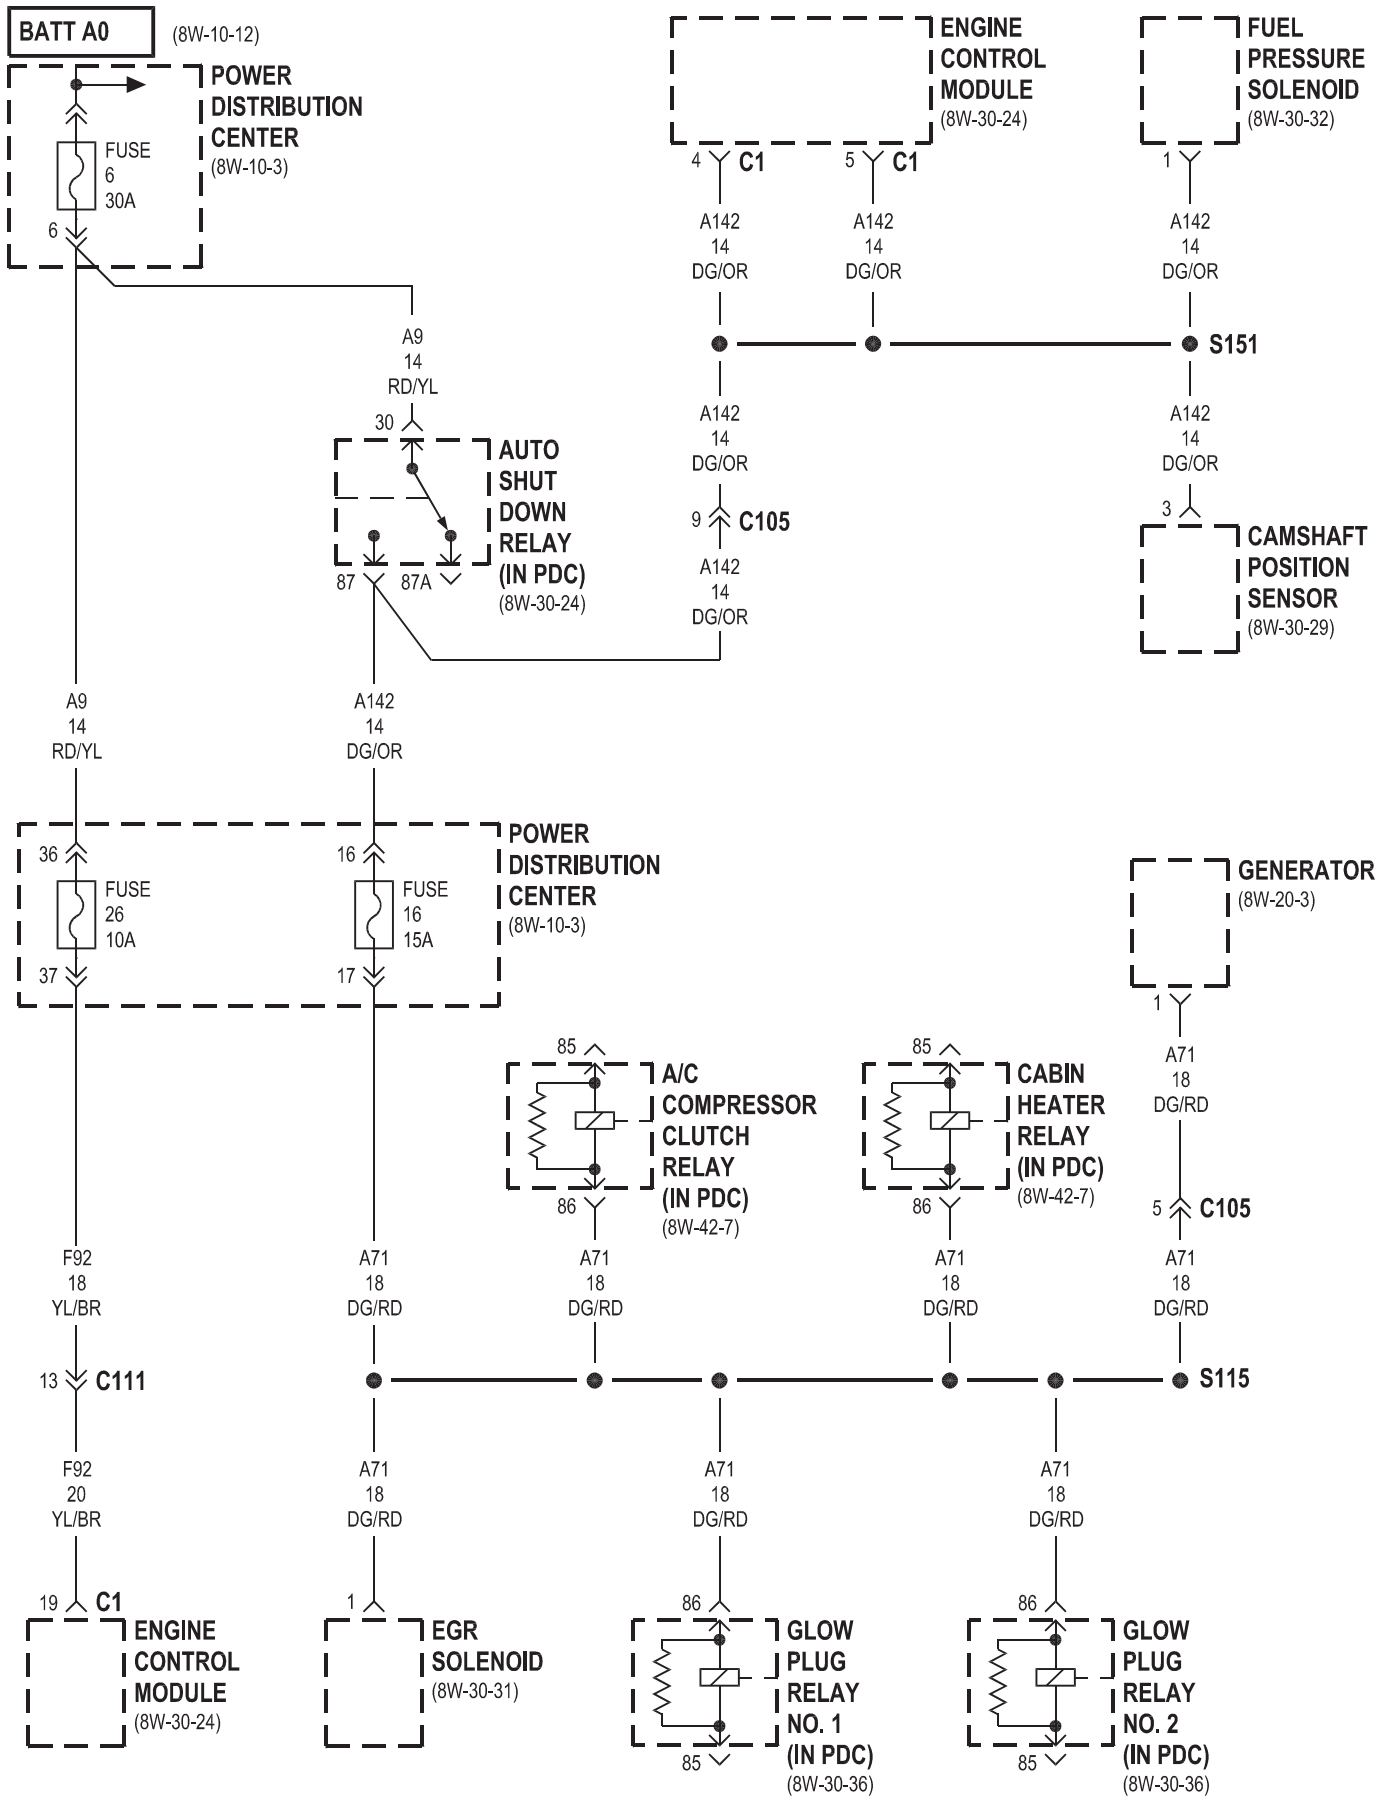 BATT A0
(8W-10-12)
POWER
DISTRIBUTION
CENTER
(8W-10-3)
FUSE
6
30A
6
ENGINE
CONTROL
MODULE
(8W-30-24)
4
C1
5
C1
FUEL
PRESSURE
SOLENOID
(8W-30-32)
1
A142
14
DG/OR
A142
14
DG/OR
A142
14
DG/OR
S151
A9
14
RD/YL
30
AUTO
SHUT
DOWN
RELAY
(IN PDC)
(8W-30-24)
87
87A
A142
14
DG/OR
9
C105
A142
14
DG/OR
A142
14
DG/OR
3
CAMSHAFT
POSITION
SENSOR
(8W-30-29)
A9
14
RD/YL
A142
14
DG/OR
36
FUSE
26
10A
37
16
FUSE
16
15A
17
POWER
DISTRIBUTION
CENTER
(8W-10-3)
GENERATOR
(8W-20-3)
1
A71
18
DG/RD
5
C105
85
A/C
COMPRESSOR
CLUTCH
RELAY
(IN PDC)
(8W-42-7)
86
85
CABIN
HEATER
RELAY
(IN PDC)
(8W-42-7)
86
F92
18
YL/BR
A71
18
DG/RD
A71
18
DG/RD
A71
18
DG/RD
A71
18
DG/RD
13
C111
S115
F92
20
YL/BR
A71
18
DG/RD
A71
18
DG/RD
A71
18
DG/RD
19
C1
ENGINE
CONTROL
MODULE
(8W-30-24)
1
EGR
SOLENOID
(8W-30-31)
86
GLOW
PLUG
RELAY
NO. 1
(IN PDC)
(8W-30-36)
85
86
GLOW
PLUG
RELAY
NO. 2
(IN PDC)
(8W-30-36)
85